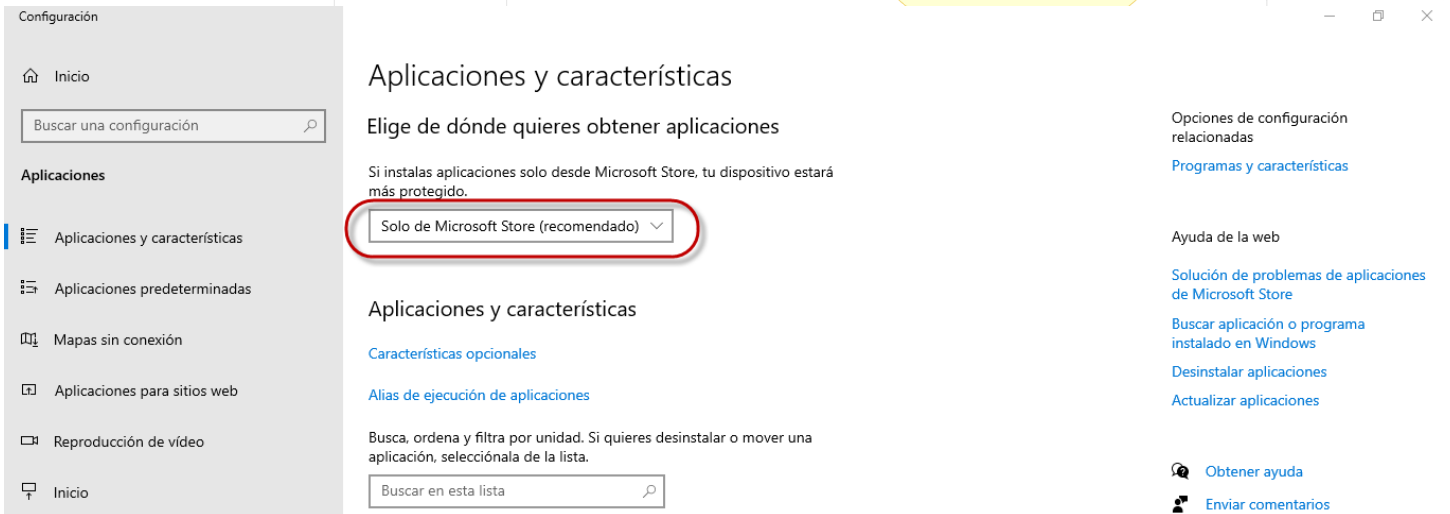 Configuración
Inicio
Buscar una configuración
Aplicaciones
Aplicaciones y características
Aplicaciones predeterminadas
Mapas sin conexión
Aplicaciones para sitios web
Reproducción de vídeo
Inicio
Aplicaciones y características
Elige de dónde quieres obtener aplicaciones
Si instalas aplicaciones solo desde Microsoft Store, tu dispositivo estará
más protegido.
Solo de Microsoft Store (recomendado)
Aplicaciones y características
Características opcionales
Alias de ejecución de aplicaciones
Busca, ordena y filtra por unidad. Si quieres desinstalar o mover una
aplicación, selecciónala de la lista.
Buscar en esta lista
Opciones de configuración
relacionadas
Programas y características
Ayuda de la web
Solución de problemas de aplicaciones
de Microsoft Store
Buscar aplicación o programa
instalado en Windows
Desinstalar aplicaciones
Actualizar aplicaciones
Obtener ayuda
Enviar comentarios